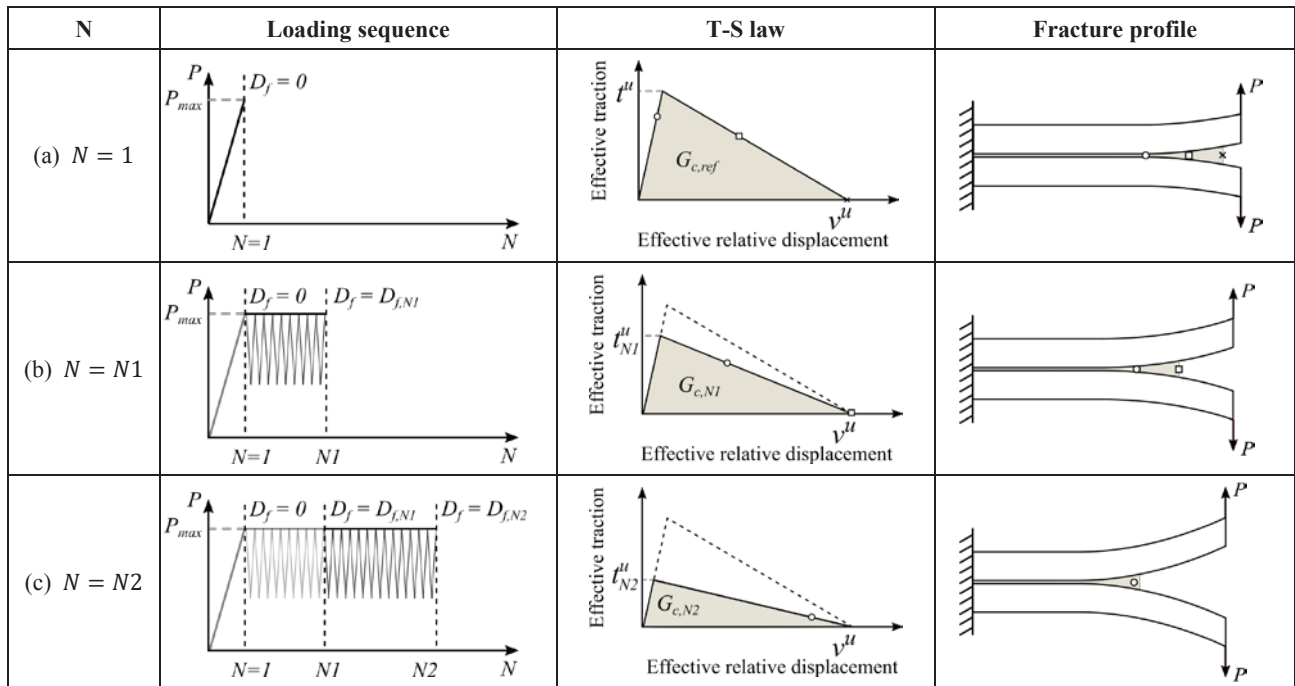 N Loading sequence T-S law Fracture profile
(a) N = 1
P
P_max
D_f = 0
N=1
N
Effective traction
t^u
G_c,ref
v^u
Effective relative displacement
P
P
(b) N = N1
P
P_max
D_f = 0 D_f = D_f,N1
N=1 N1 N
Effective traction
t^u_N1
G_c,N1
v^u
Effective relative displacement
P
P
(c) N = N2
P
P_max
D_f = 0 D_f = D_f,N1 D_f = D_f,N2
N=1 N1 N2 N
Effective traction
t^u_N2
G_c,N2
v^u
Effective relative displacement
P
P